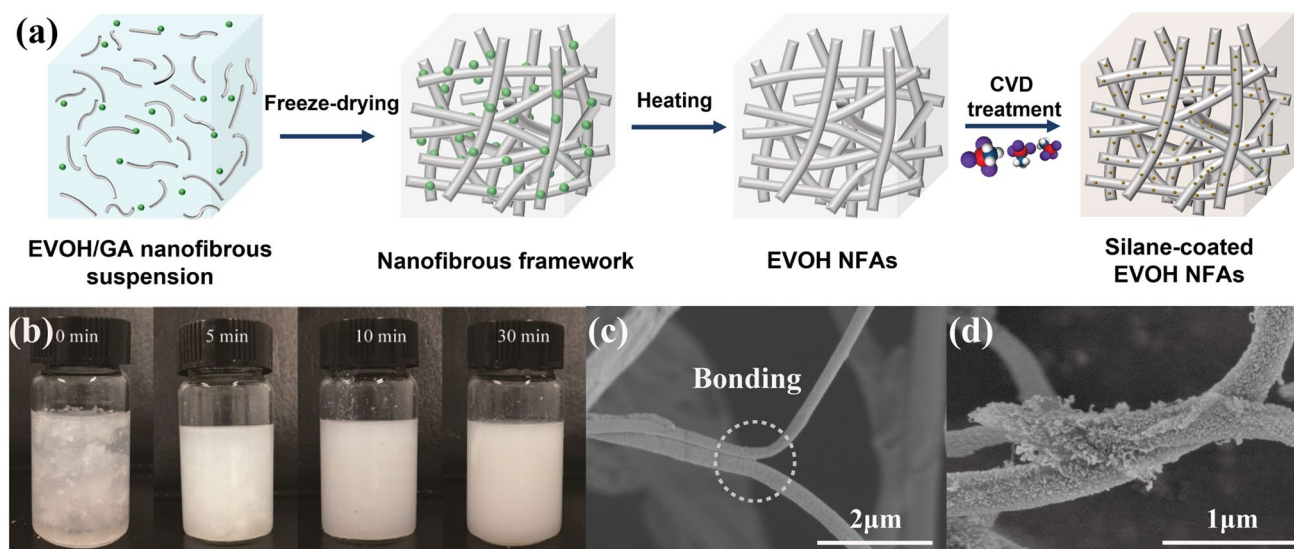 (a)
Freeze-drying
Heating
CVD
treatment
EVOH/GA nanofibrous
suspension
Nanofibrous framework
EVOH NFAs
Silane-coated
EVOH NFAs
(b)
0 min
5 min
10 min
30 min
(c)
Bonding
2μm
(d)
1μm